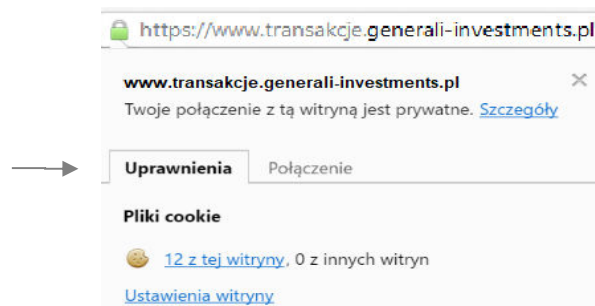 https://www.transakcje.generali-investments.pl
www.transakcje.generali-investments.pl
Twoje połączenie z tą witryną jest prywatne. Szczegóły
Uprawnienia Połączenie
Pliki cookie
12 z tej witryny, 0 z innych witryn
Ustawienia witryny